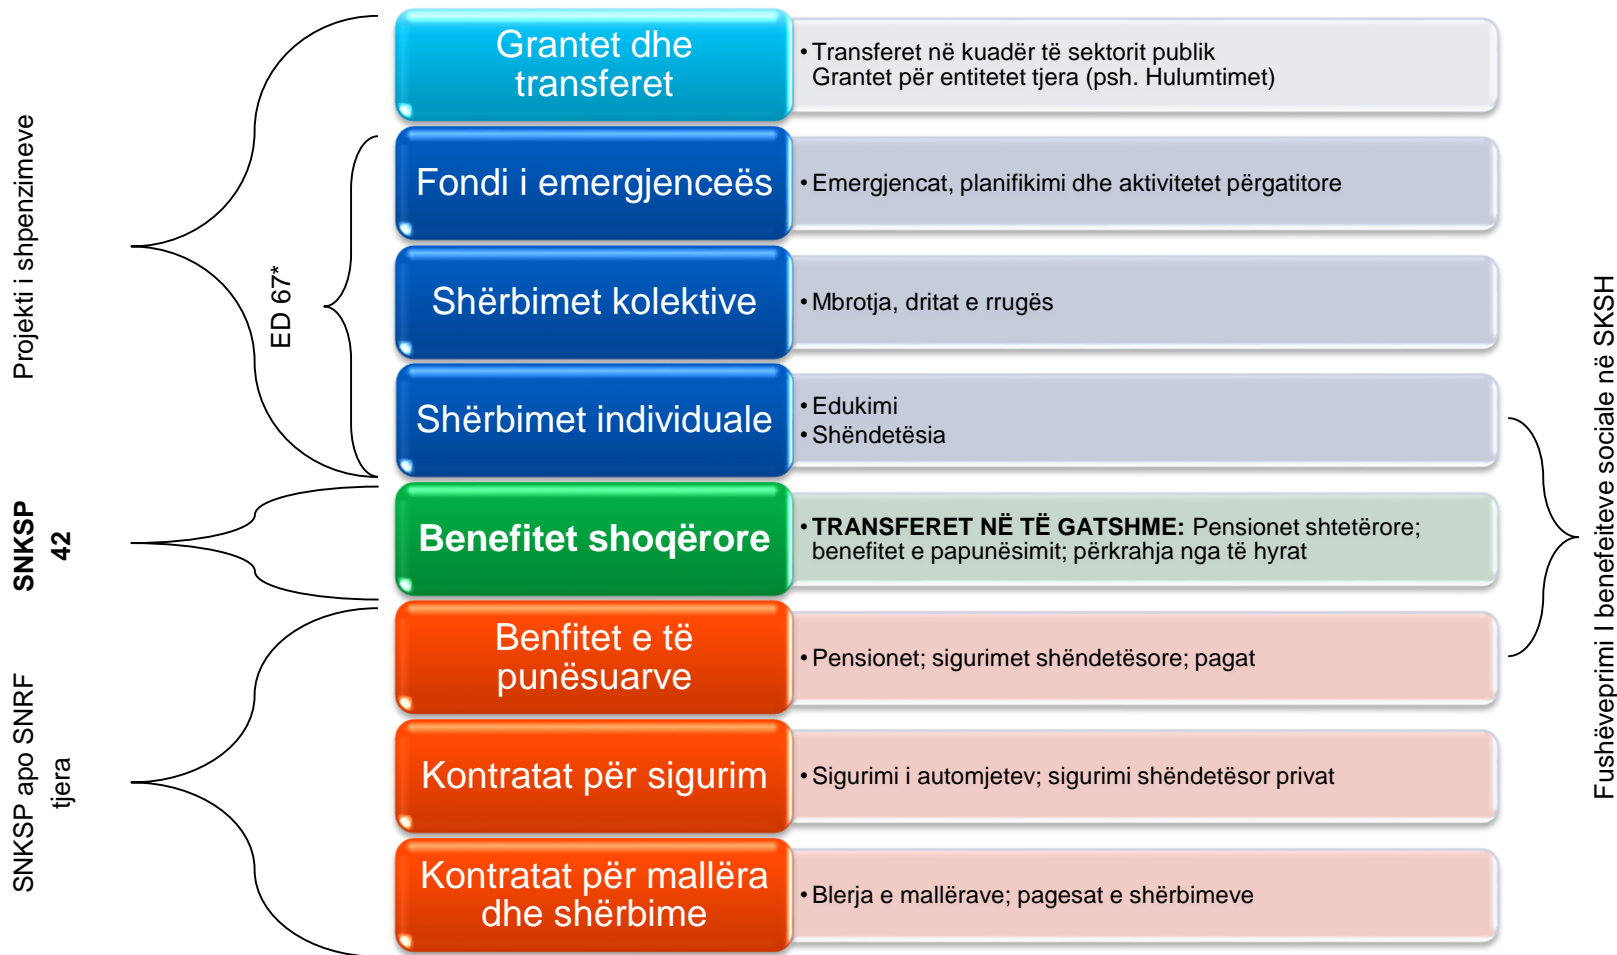 Projekti i shpenzimeve
ED 67*
SNKSP
42
SNKSP apo SNRF
tjera
Grantet dhe
transferet
• Transferet në kuadër të sektorit publik
Grantet për entitetet tjera (psh. Hulumtimet)
Fondi i emergjenceës
• Emergjencat, planifikimi dhe aktivitetet përgatitore
Shërbimet kolektive
• Mbrotja, dritat e rrugës
Shërbimet individuale
• Edukimi
• Shëndetësia
Benefitet shoqërore
• TRANSFERET NË TË GATSHME: Pensionet shtetërore;
benefitet e papunësimit; përkrahja nga të hyrat
Benfitet e të
punësuarve
• Pensionet; sigurimet shëndetësore; pagat
Kontratat për sigurim
• Sigurimi i automjetev; sigurimi shëndetësor privat
Kontratat për mallëra
dhe shërbime
• Blerja e mallërave; pagesat e shërbimeve
Fushëveprimi I benefeiteve sociale në SKSH